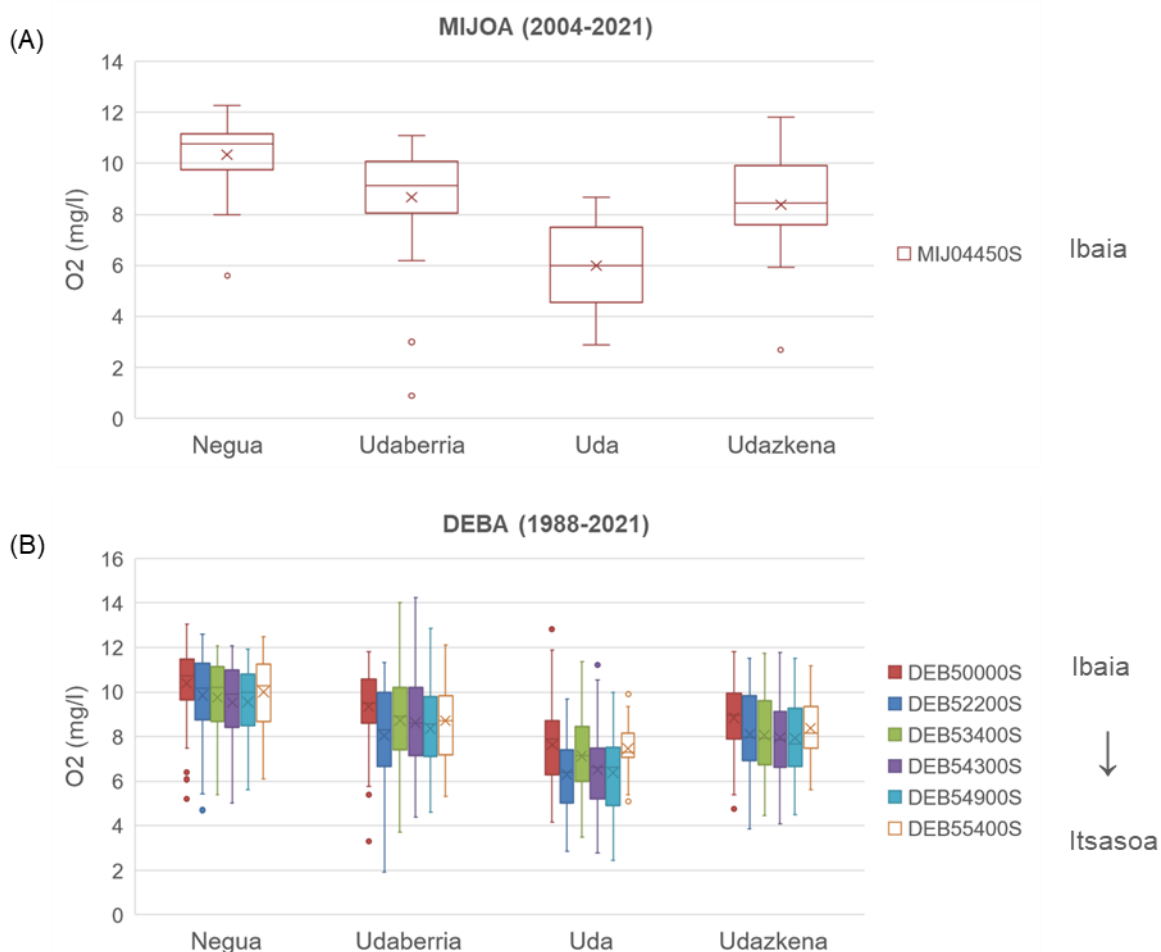 (A)
MIJOA (2004-2021)
O2 (mg/l)
14
12
10
8
6
4
2
0
Negua Udaberria Uda Udazkena
MIJ04450S
Ibaia
(B)
DEBA (1988-2021)
O2 (mg/l)
16
14
12
10
8
6
4
2
0
Negua Udaberria Uda Udazkena
DEB50000S
DEB52200S
DEB53400S
DEB54300S
DEB54900S
DEB55400S
Ibaia
↓
Itsasoa